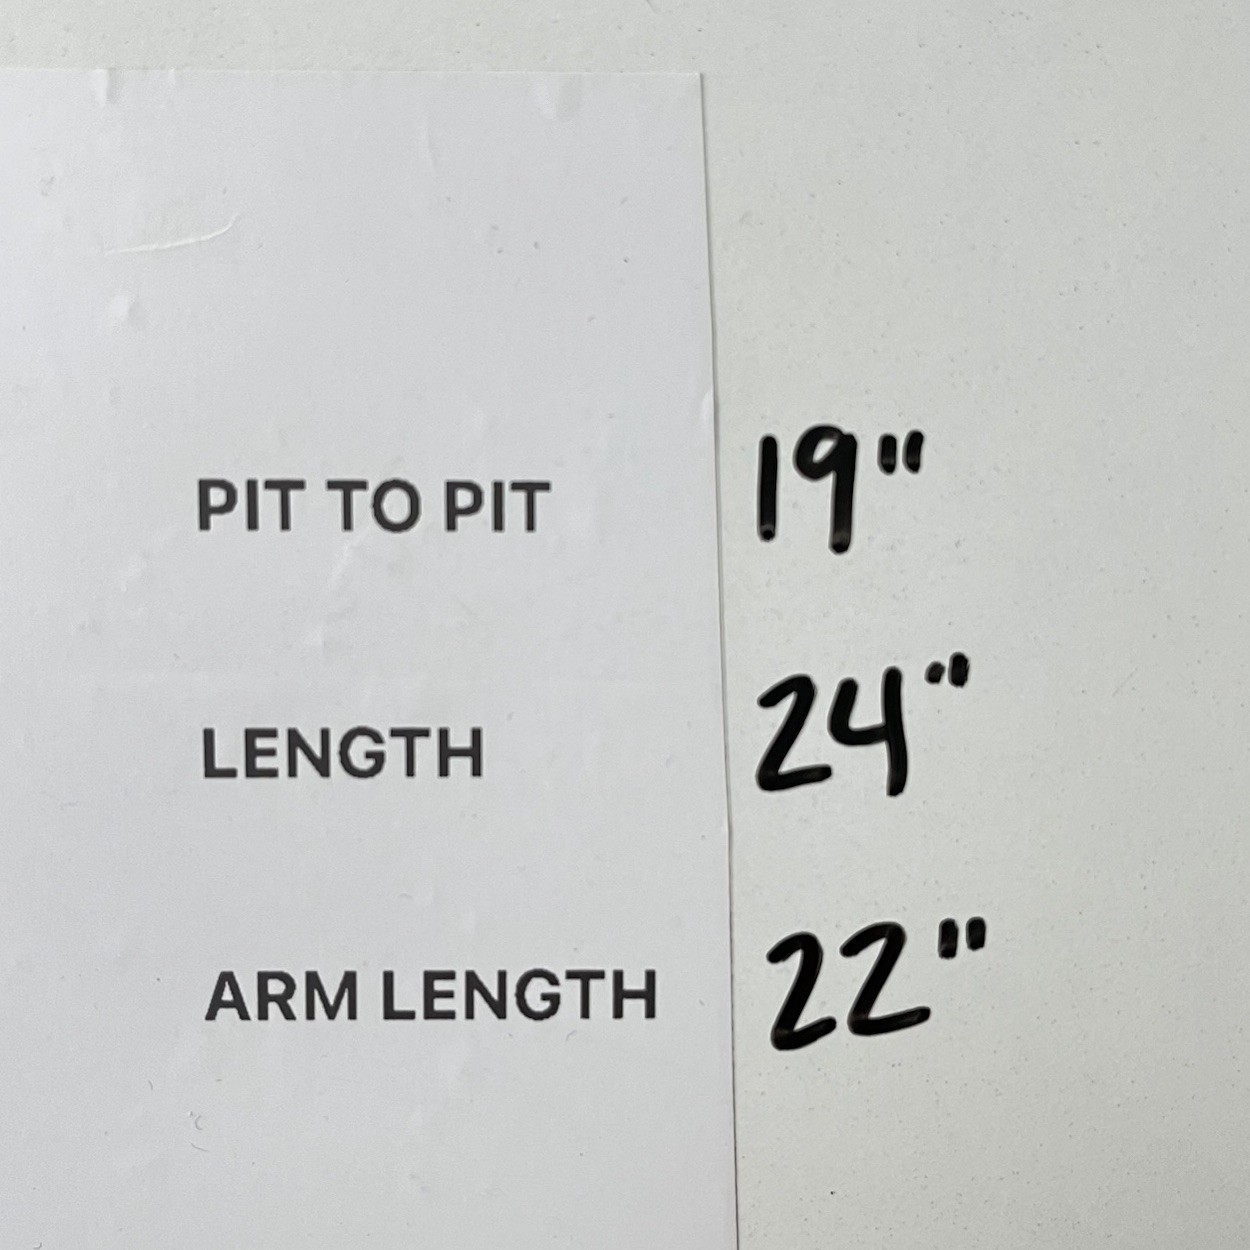 PIT TO PIT 19"
LENGTH 24"
ARM LENGTH 22"